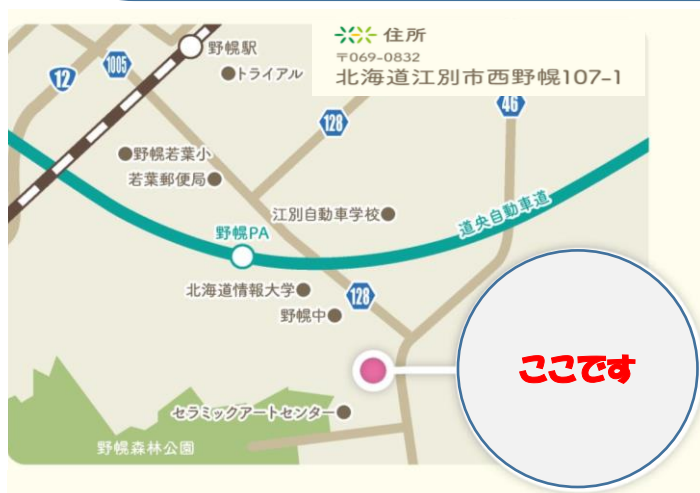 住所
〒069-0832
北海道江別市西野幌107-1
野幌駅
1005
トライアル
12
128
46
野幌若葉小
若葉郵便局
江別自動車学校
道央自動車道
野幌PA
北海道情報大学
128
野幌中
ここです
セラミックアートセンター
野幌森林公園